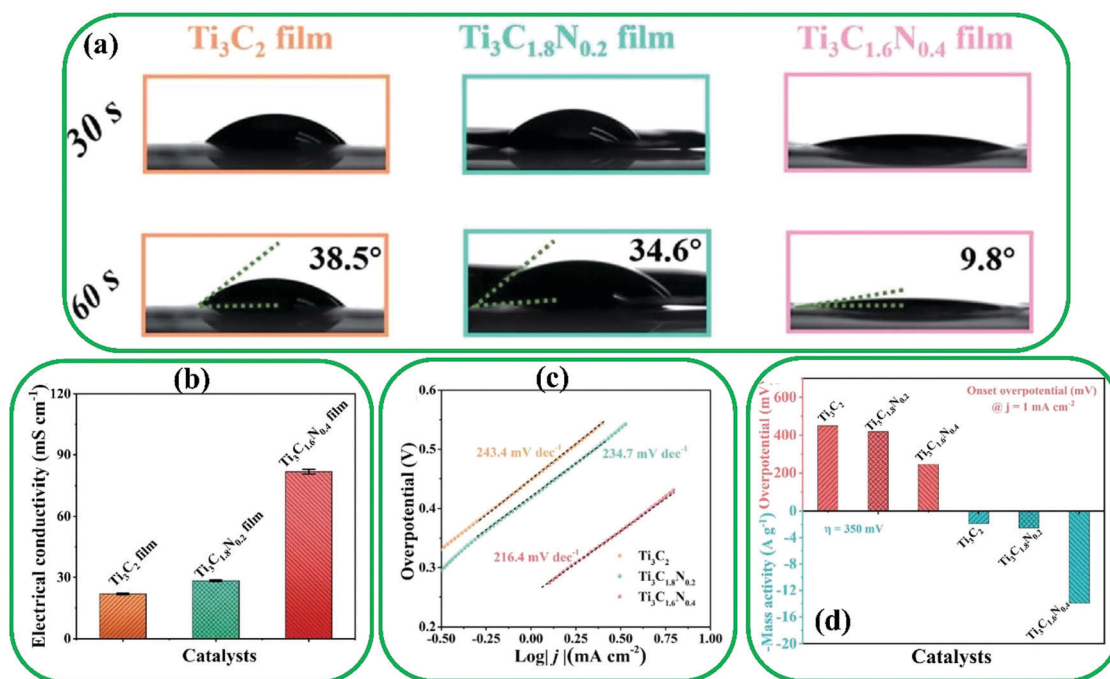 (a)
Ti₃C₂ film
Ti₃C₁.₈N₀.₂ film
Ti₃C₁.₆N₀.₄ film
30 s
60 s
38.5°
34.6°
9.8°
(b)
Electrical conductivity (mS cm⁻¹)
120
90
60
30
0
Ti₃C₂ film
Ti₃C₁.₈N₀.₂ film
Ti₃C₁.₆N₀.₄ film
Catalysts
(c)
Overpotential (V)
0.6
0.5
0.4
0.3
0.2
243.4 mV dec⁻¹
234.7 mV dec⁻¹
216.4 mV dec⁻¹
Ti₃C₂
Ti₃C₁.₈N₀.₂
Ti₃C₁.₆N₀.₄
-0.50
-0.25
0.00
0.25
0.50
0.75
1.00
Log| j |(mA cm⁻²)
Overpotential (mV)
600
400
200
0
Onset overpotential (mV)
@ j = 1 mA cm⁻²
Ti₃C₂
Ti₃C₁.₈N₀.₂
Ti₃C₁.₆N₀.₄
-Mass activity (A g⁻¹)
-4
-8
-12
-16
-20
η = 350 mV
Ti₃C₂
Ti₃C₁.₈N₀.₂
Ti₃C₁.₆N₀.₄
(d)
Catalysts